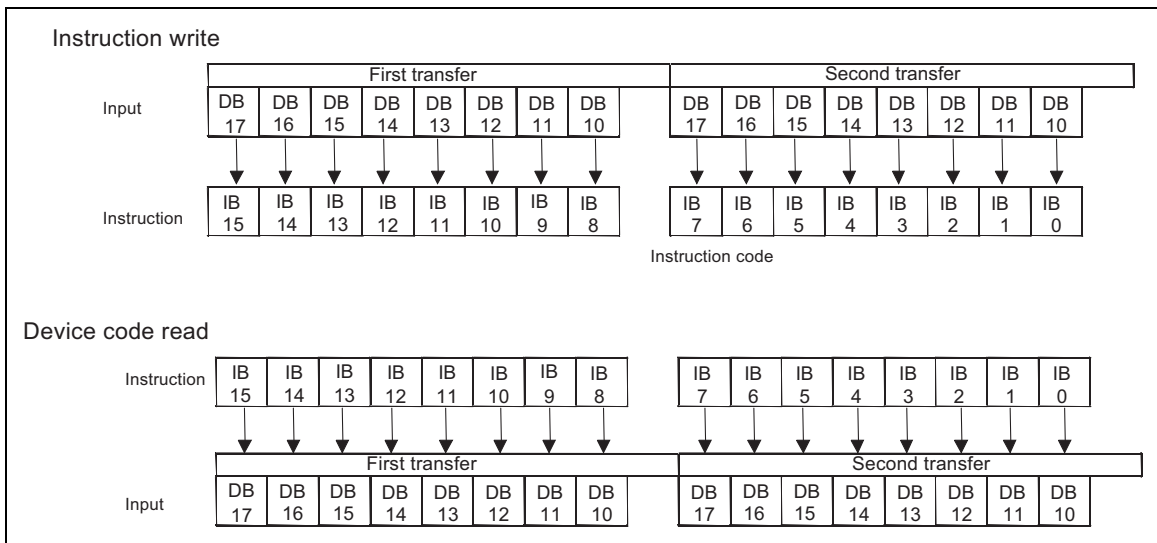 Instruction write
First transfer Second transfer
Input DB DB DB DB DB DB DB DB DB DB DB DB DB DB DB DB
17 16 15 14 13 12 11 10 17 16 15 14 13 12 11 10
IB IB IB IB IB IB IB IB IB IB IB IB IB IB IB IB
Instruction 15 14 13 12 11 10 9 8 7 6 5 4 3 2 1 0
Instruction code
Device code read
Instruction IB IB IB IB IB IB IB IB IB IB IB IB IB IB IB IB
15 14 13 12 11 10 9 8 7 6 5 4 3 2 1 0
First transfer Second transfer
Input DB DB DB DB DB DB DB DB DB DB DB DB DB DB DB DB
17 16 15 14 13 12 11 10 17 16 15 14 13 12 11 10